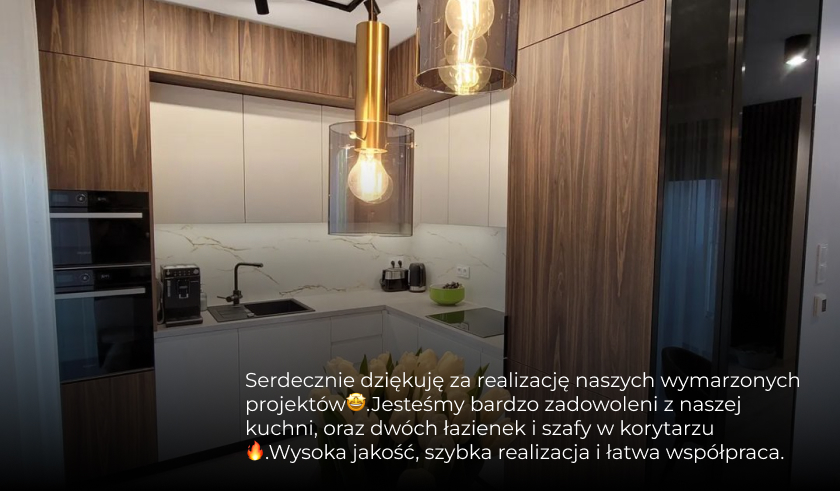 Serdecznie dziękuję za realizację naszych wymarzonych
projektów🤩.Jesteśmy bardzo zadowoleni z naszej
kuchni, oraz dwóch łazienek i szafy w korytarzu
🔥.Wysoka jakość, szybka realizacja i łatwa współpraca.